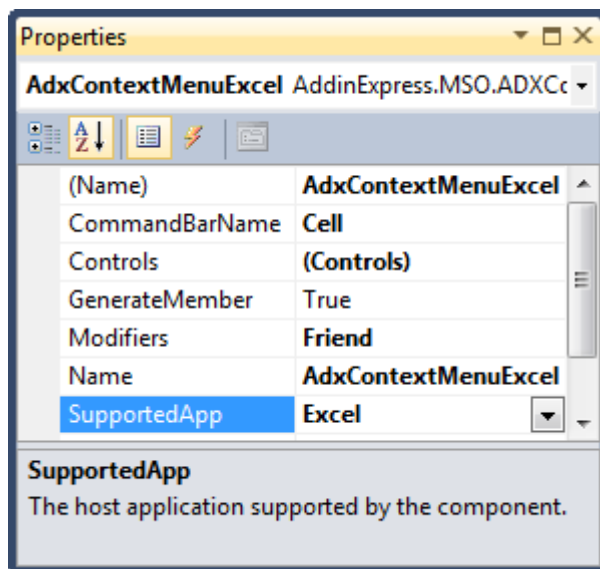 Properties
AdxContextMenuExcel AddinExpress.MSO.ADXCc
(Name) AdxContextMenuExcel
CommandBarName Cell
Controls (Controls)
GenerateMember True
Modifiers Friend
Name AdxContextMenuExcel
SupportedApp Excel
SupportedApp
The host application supported by the component.